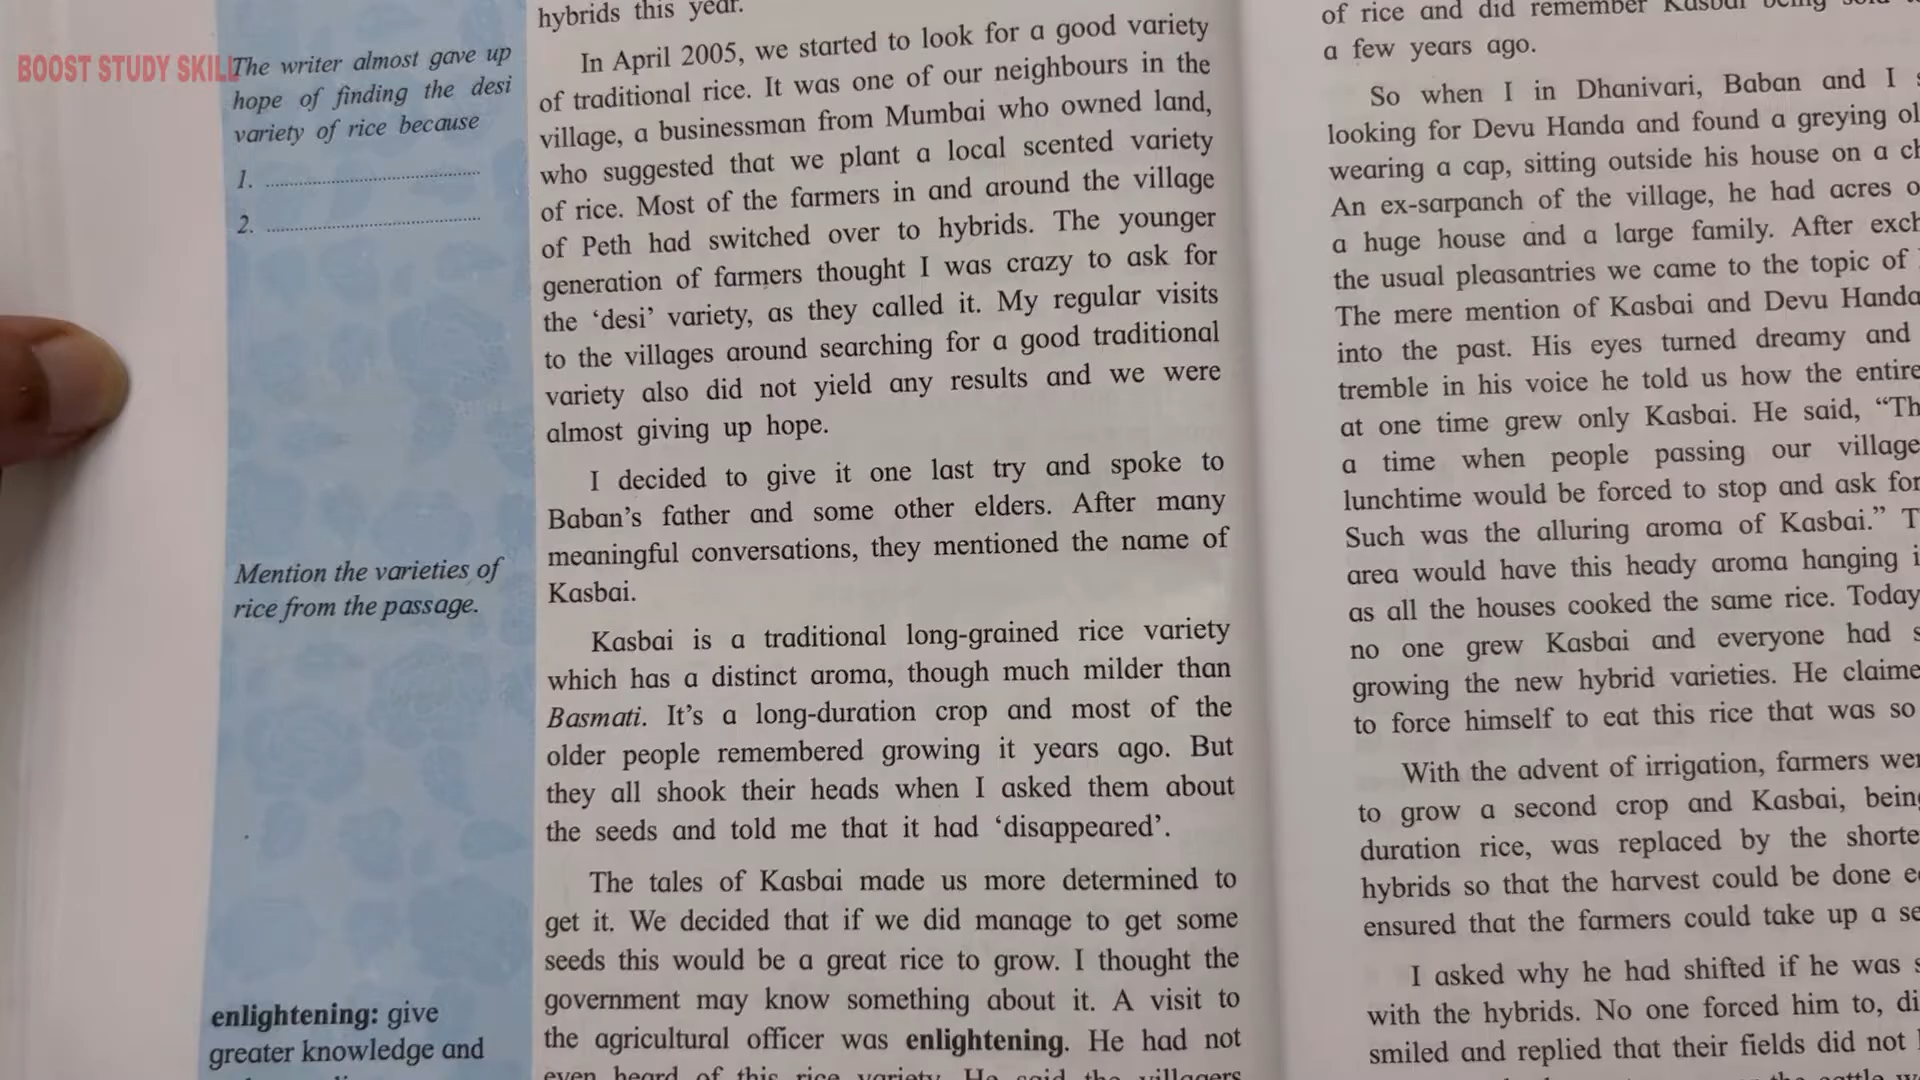 BOOST STUDY SKILL
The writer almost gave up
hope of finding the desi
variety of rice because
1. ....................................
2. ....................................
Mention the varieties of
rice from the passage.
enlightening: give
greater knowledge and
hybrids this year.
In April 2005, we started to look for a good variety
of traditional rice. It was one of our neighbours in the
village, a businessman from Mumbai who owned land,
who suggested that we plant a local scented variety
of rice. Most of the farmers in and around the village
of Peth had switched over to hybrids. The younger
generation of farmers thought I was crazy to ask for
the ‘desi’ variety, as they called it. My regular visits
to the villages around searching for a good traditional
variety also did not yield any results and we were
almost giving up hope.
I decided to give it one last try and spoke to
Baban’s father and some other elders. After many
meaningful conversations, they mentioned the name of
Kasbai.
Kasbai is a traditional long-grained rice variety
which has a distinct aroma, though much milder than
Basmati. It’s a long-duration crop and most of the
older people remembered growing it years ago. But
they all shook their heads when I asked them about
the seeds and told me that it had ‘disappeared’.
The tales of Kasbai made us more determined to
get it. We decided that if we did manage to get some
seeds this would be a great rice to grow. I thought the
government may know something about it. A visit to
the agricultural officer was enlightening. He had not
even heard of this rice variety. He said the villagers
of rice and did remember Kasbai being sold
a few years ago.
So when I in Dhanivari, Baban and I
looking for Devu Handa and found a greying
wearing a cap, sitting outside his house on a
An ex-sarpanch of the village, he had acres
a huge house and a large family. After
the usual pleasantries we came to the topic of
The mere mention of Kasbai and Devu Handa
into the past. His eyes turned dreamy and
tremble in his voice he told us how the entire
at one time grew only Kasbai. He said, “Th
a time when people passing our village
lunchtime would be forced to stop and ask for
Such was the alluring aroma of Kasbai.” T
area would have this heady aroma hanging
as all the houses cooked the same rice. Today
no one grew Kasbai and everyone had
growing the new hybrid varieties. He claime
to force himself to eat this rice that was so
With the advent of irrigation, farmers wer
to grow a second crop and Kasbai, being
duration rice, was replaced by the shorte
hybrids so that the harvest could be done
ensured that the farmers could take up a se
I asked why he had shifted if he was
with the hybrids. No one forced him to, di
smiled and replied that their fields did not
the cattle